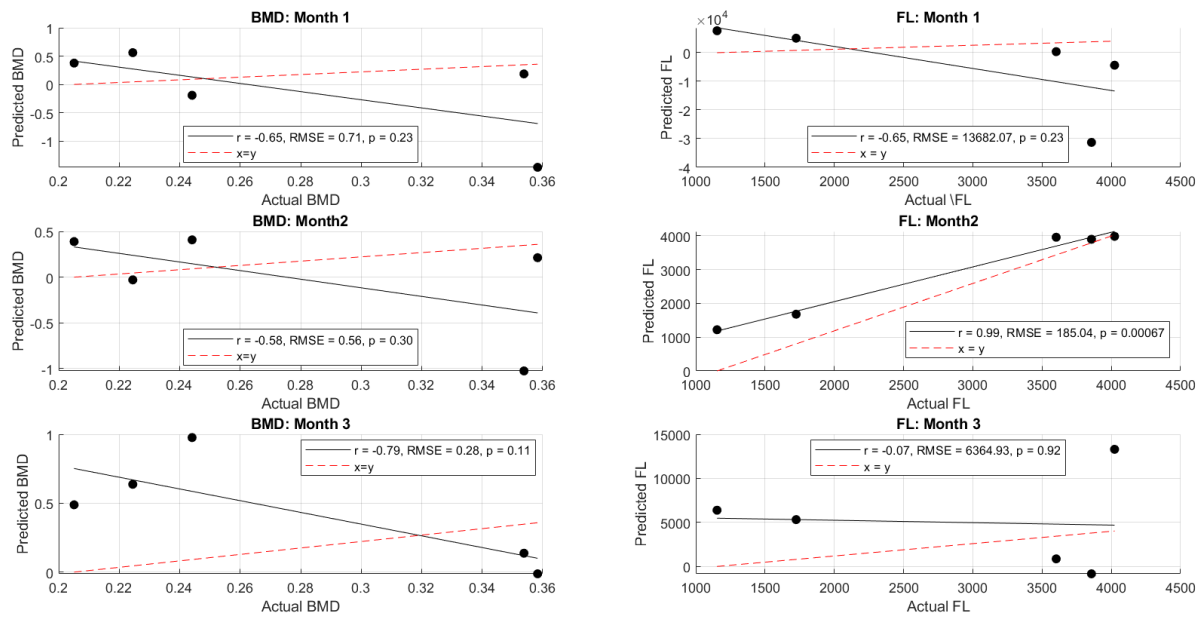 BMD: Month 1
1
0.5
0
-0.5
-1
Predicted BMD
r = -0.65, RMSE = 0.71, p = 0.23
x=y
0.2 0.22 0.24 0.26 0.28 0.3 0.32 0.34 0.36
Actual BMD
FL: Month 1
×10^4
0
-1
-2
-3
-4
Predicted FL
r = -0.65, RMSE = 13682.07, p = 0.23
x = y
1000 1500 2000 2500 3000 3500 4000 4500
Actual \FL
BMD: Month2
0.5
0
-0.5
-1
Predicted BMD
r = -0.58, RMSE = 0.56, p = 0.30
x=y
0.2 0.22 0.24 0.26 0.28 0.3 0.32 0.34 0.36
Actual BMD
FL: Month2
4000
3000
2000
1000
0
Predicted FL
r = 0.99, RMSE = 185.04, p = 0.00067
x = y
1000 1500 2000 2500 3000 3500 4000 4500
Actual FL
BMD: Month 3
1
0.5
0
Predicted BMD
r = -0.79, RMSE = 0.28, p = 0.11
x=y
0.2 0.22 0.24 0.26 0.28 0.3 0.32 0.34 0.36
Actual BMD
FL: Month 3
15000
10000
5000
0
Predicted FL
r = -0.07, RMSE = 6364.93, p = 0.92
x = y
1000 1500 2000 2500 3000 3500 4000 4500
Actual FL